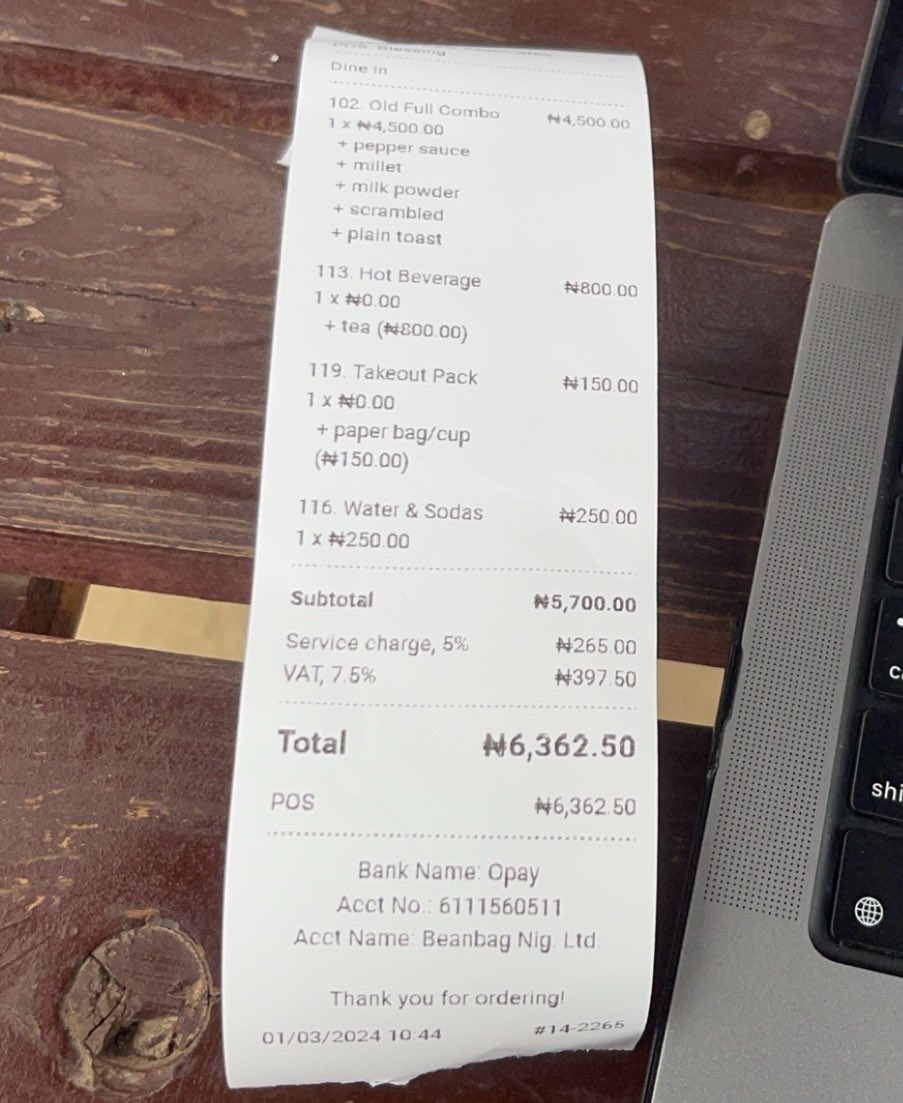 POS: Blessing Associates
Dine in
102. Old Full Combo ₦4,500.00
1 x ₦4,500.00
+ pepper sauce
+ millet
+ milk powder
+ scrambled
+ plain toast
113. Hot Beverage ₦800.00
1 x ₦0.00
+ tea (₦800.00)
119. Takeout Pack ₦150.00
1 x ₦0.00
+ paper bag/cup
(₦150.00)
116. Water & Sodas ₦250.00
1 x ₦250.00
Subtotal ₦5,700.00
Service charge, 5% ₦265.00
VAT, 7.5% ₦397.50
Total ₦6,362.50
POS ₦6,362.50
Bank Name: Opay
Acct No.: 6111560511
Acct Name: Beanbag Nig. Ltd.
Thank you for ordering!
01/03/2024 10:44 #14-2265
shi